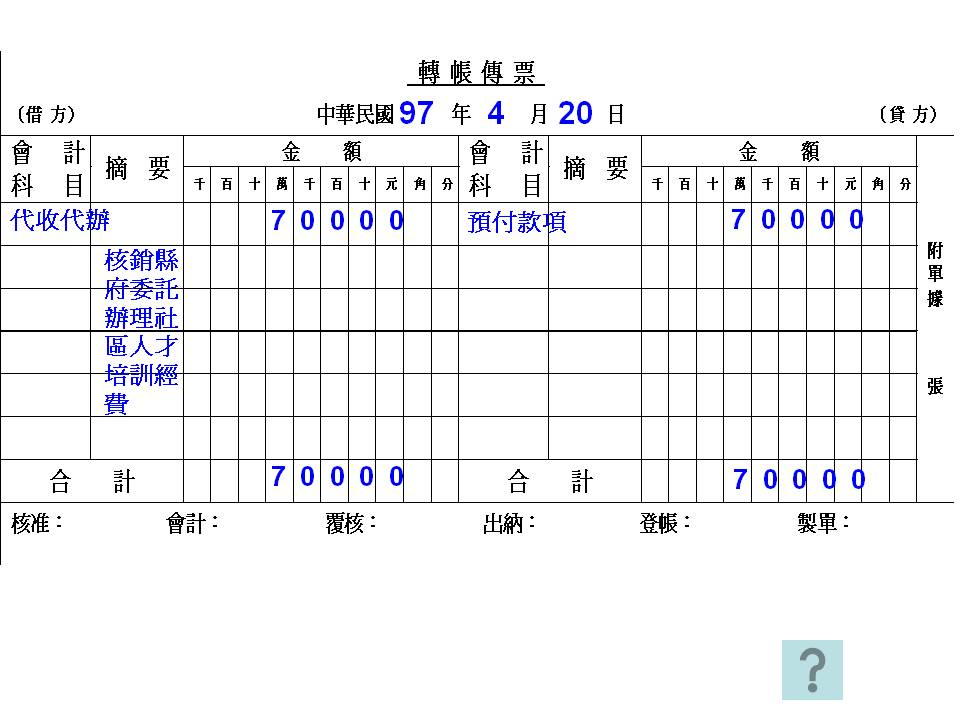 轉帳傳票
(借方) 中華民國 97 年 4 月 20 日 (貸方)
會計科目 摘要 金額 會計科目 摘要 金額
千 百 十 萬 千 百 十 元 角 分 千 百 十 萬 千 百 十 元 角 分
代收代辦 7 0 0 0 0 預付款項 7 0 0 0 0
核銷縣
府委託
辦理社
區人才
培訓經
費
附單據 張
合計 7 0 0 0 0 合計 7 0 0 0 0
核准： 會計： 覆核： 出納： 登帳： 製單：
?